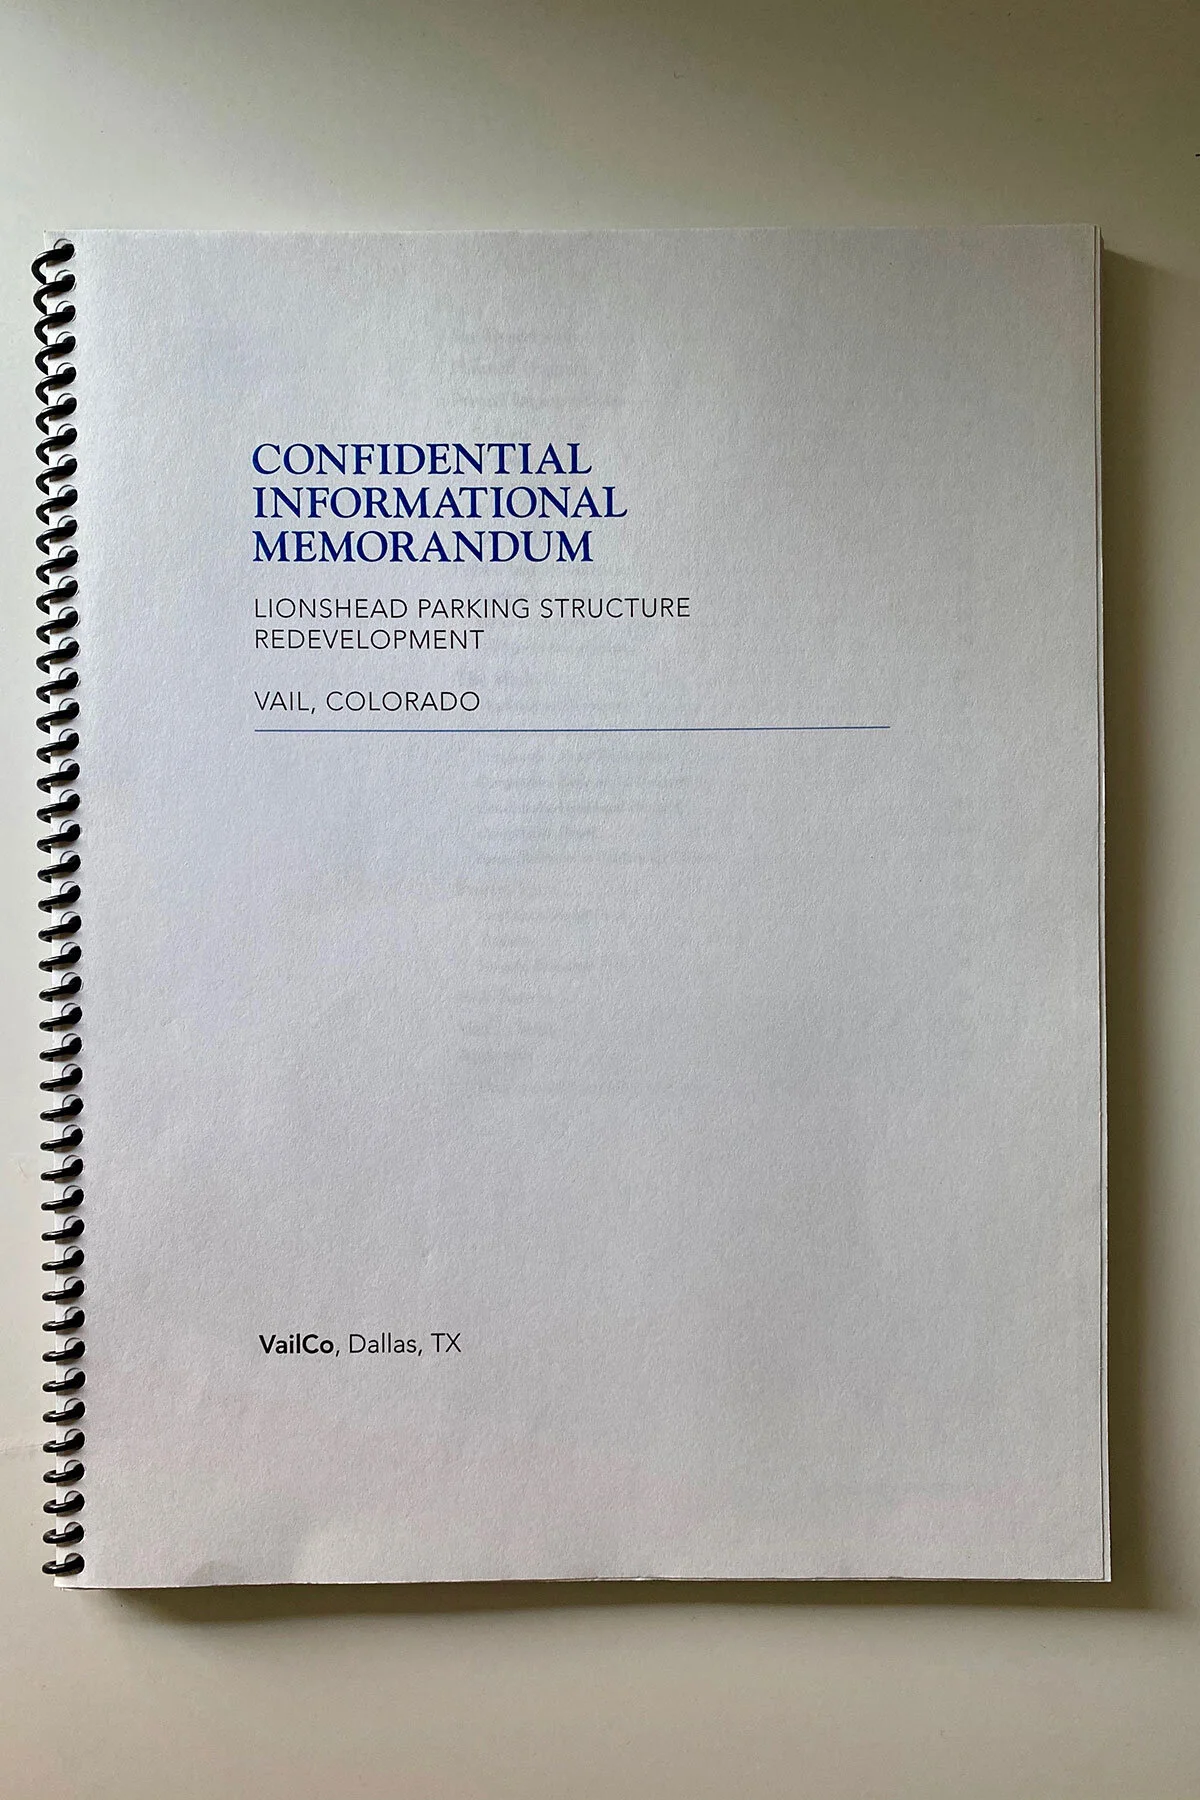 CONFIDENTIAL
INFORMATIONAL
MEMORANDUM
LIONSHEAD PARKING STRUCTURE
REDEVELOPMENT
VAIL, COLORADO
VailCo, Dallas, TX